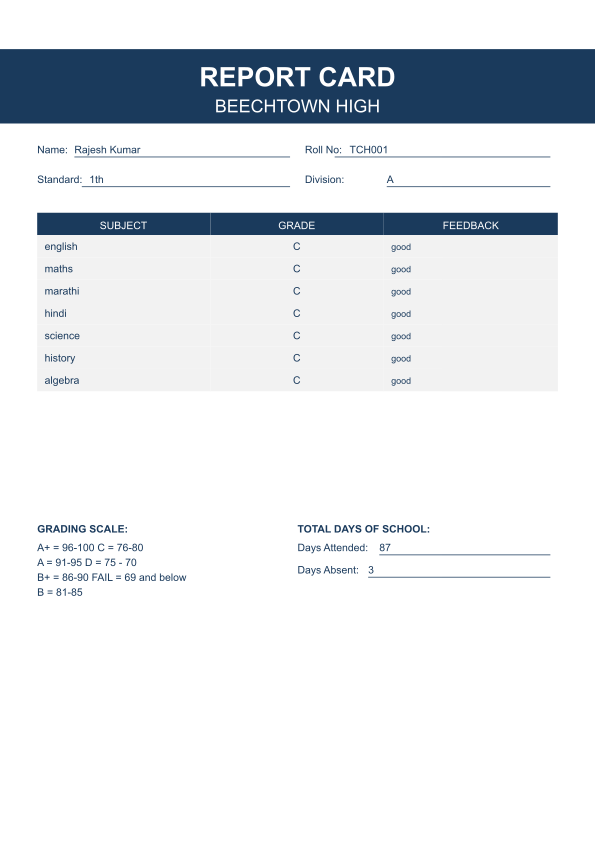 REPORT CARD
BEECHTOWN HIGH
Name: Rajesh Kumar Roll No: TCH001
Standard: 1th Division: A
SUBJECT GRADE FEEDBACK
english C good
maths C good
marathi C good
hindi C good
science C good
history C good
algebra C good
GRADING SCALE:
A+ = 96-100 C = 76-80
A = 91-95 D = 75 - 70
B+ = 86-90 FAIL = 69 and below
B = 81-85
TOTAL DAYS OF SCHOOL:
Days Attended: 87
Days Absent: 3